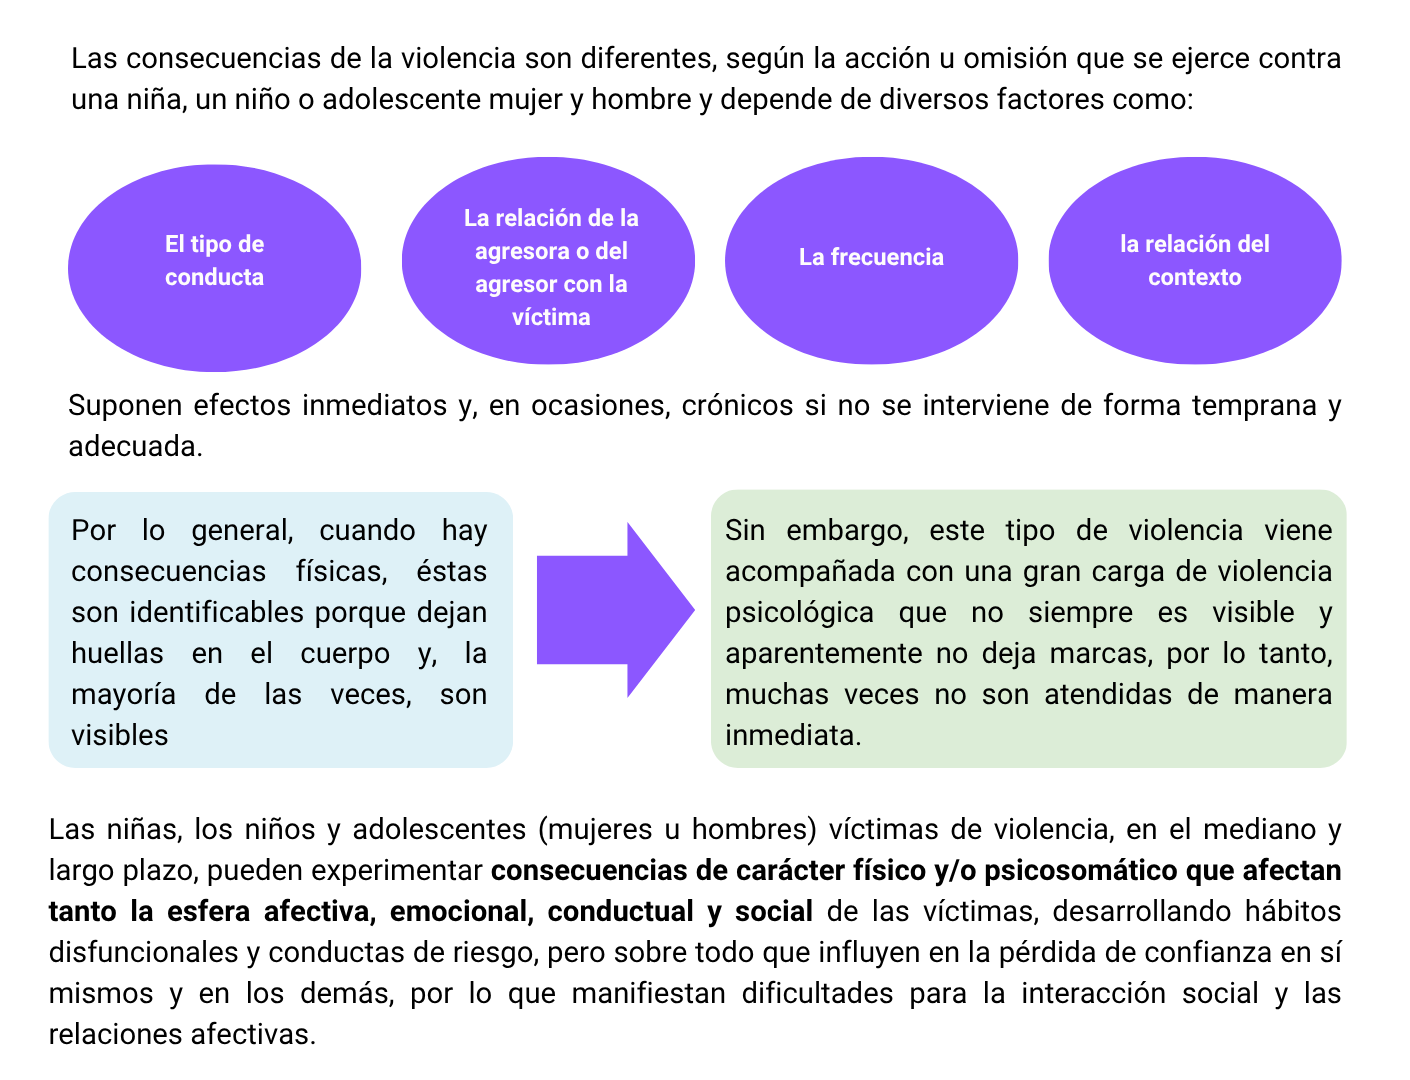 Las consecuencias de la violencia son diferentes, según la acción u omisión que se ejerce contra
una niña, un niño o adolescente mujer y hombre y depende de diversos factores como:
El tipo de
conducta
La relación de la
agresora o del
agresor con la
víctima
La frecuencia
la relación del
contexto
Suponen efectos inmediatos y, en ocasiones, crónicos si no se interviene de forma temprana y
adecuada.
Por lo general, cuando hay
consecuencias físicas, éstas
son identificables porque dejan
huellas en el cuerpo y, la
mayoría de las veces, son
visibles
Sin embargo, este tipo de violencia viene
acompañada con una gran carga de violencia
psicológica que no siempre es visible y
aparentemente no deja marcas, por lo tanto,
muchas veces no son atendidas de manera
inmediata.
Las niñas, los niños y adolescentes (mujeres u hombres) víctimas de violencia, en el mediano y
largo plazo, pueden experimentar consecuencias de carácter físico y/o psicosomático que afectan
tanto la esfera afectiva, emocional, conductual y social de las víctimas, desarrollando hábitos
disfuncionales y conductas de riesgo, pero sobre todo que influyen en la pérdida de confianza en sí
mismos y en los demás, por lo que manifiestan dificultades para la interacción social y las
relaciones afectivas.